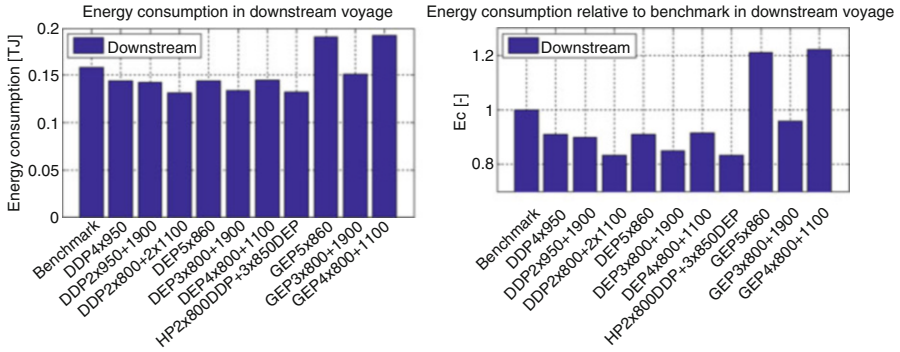 Energy consumption in downstream voyage
Energy consumption [TJ]
0.2
0.15
0.1
0.05
0
Downstream
Benchmark
DDP4x950
DDP2x950+1900
DDP2x800+2x1100
DEP5x860
DEP3x800+1900
DEP4x800+1100
HP2x800DDP+3x850DEP
GEP5x860
GEP3x800+1900
GEP4x800+1100
Energy consumption relative to benchmark in downstream voyage
Ec [-]
1.2
1
0.8
Downstream
Benchmark
DDP4x950
DDP2x950+1900
DDP2x800+2x1100
DEP5x860
DEP3x800+1900
DEP4x800+1100
HP2x800DDP+3x850DEP
GEP5x860
GEP3x800+1900
GEP4x800+1100